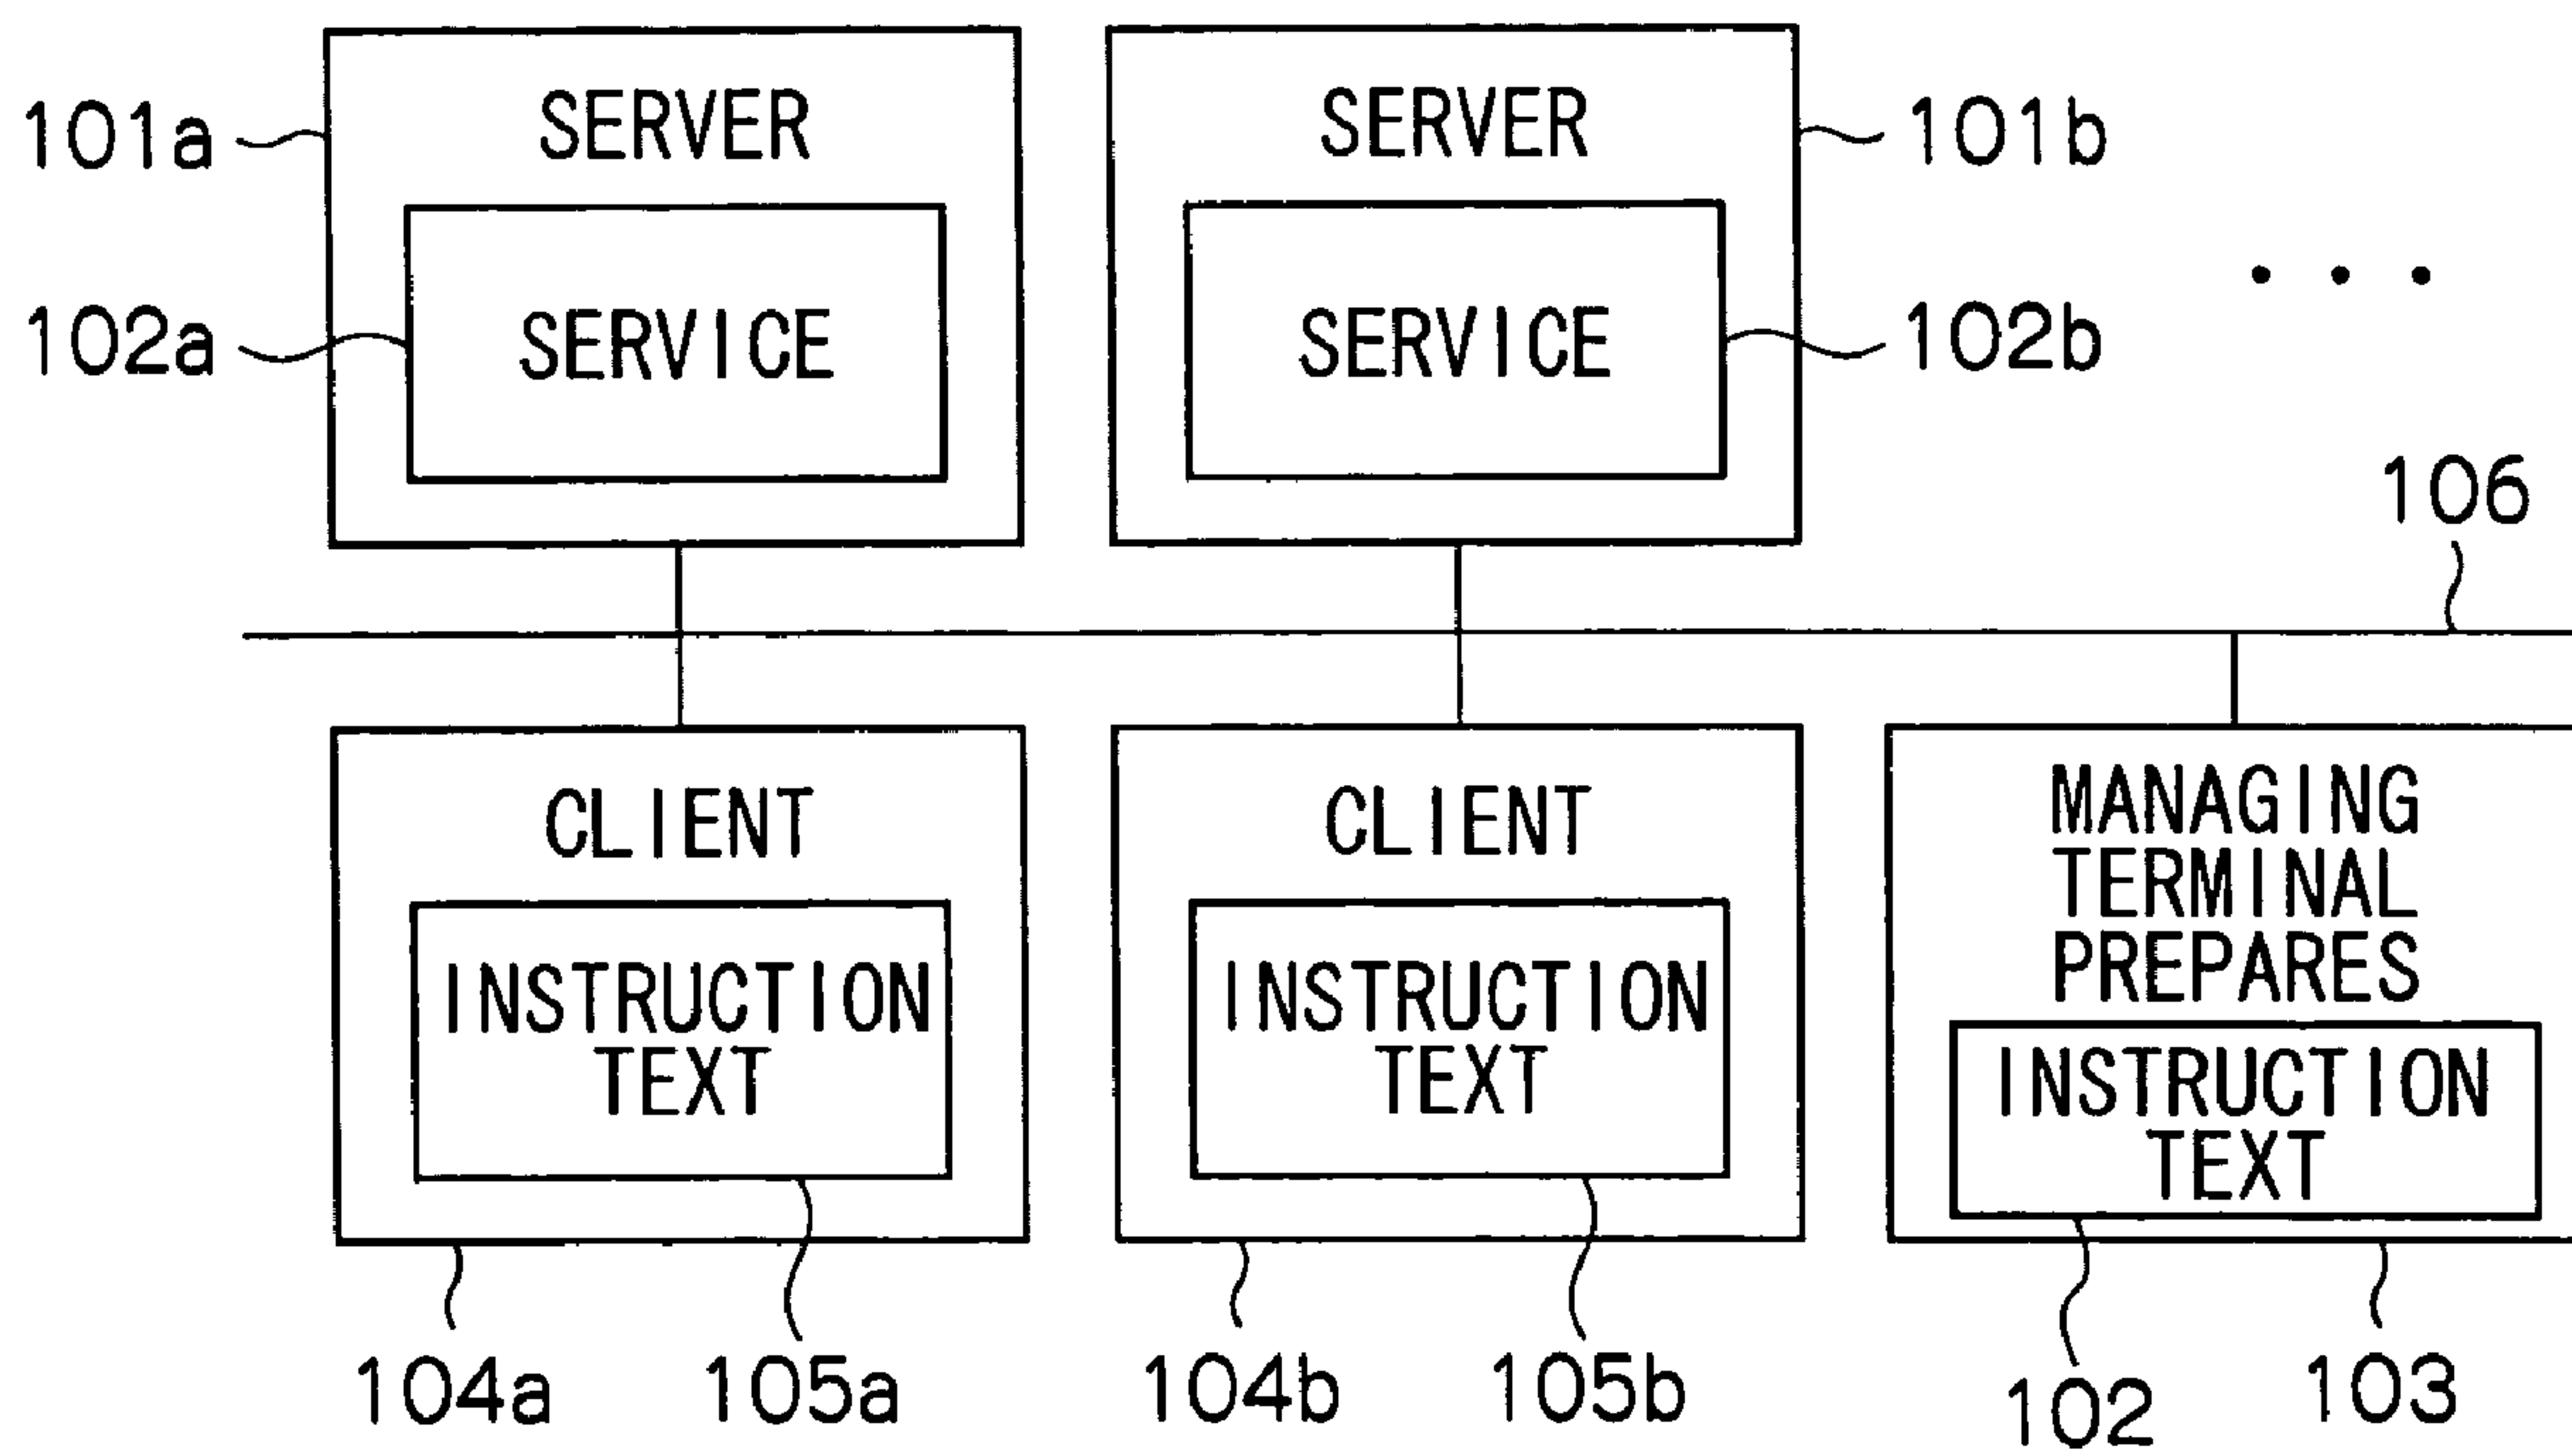 101a
SERVER
SERVER
101b
102a
SERVICE
SERVICE
102b
. . .
106
CLIENT
INSTRUCTION
TEXT
CLIENT
INSTRUCTION
TEXT
MANAGING
TERMINAL
PREPARES
INSTRUCTION
TEXT
104a
105a
104b
105b
102
103